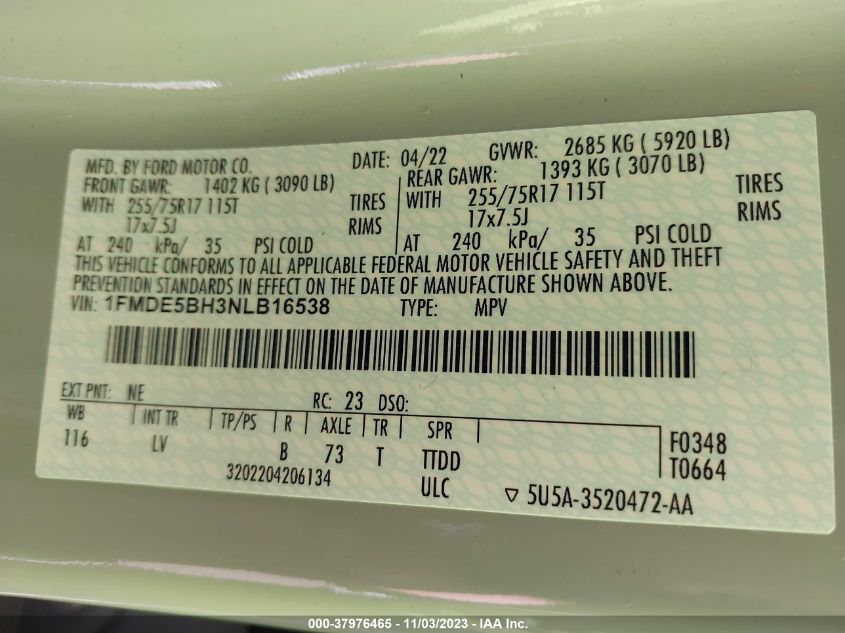 MFD. BY FORD MOTOR CO. DATE: 04/22 GVWR: 2685 KG ( 5920 LB)
FRONT GAWR: 1402 KG ( 3090 LB) REAR GAWR: 1393 KG ( 3070 LB)
WITH 255/75R17 115T TIRES WITH 255/75R17 115T TIRES
17x7.5J RIMS 17x7.5J RIMS
AT 240 kPa/ 35 PSI COLD AT 240 kPa/ 35 PSI COLD
THIS VEHICLE CONFORMS TO ALL APPLICABLE FEDERAL MOTOR VEHICLE SAFETY AND THEFT
PREVENTION STANDARDS IN EFFECT ON THE DATE OF MANUFACTURE SHOWN ABOVE.
VIN: 1FMDE5BH3NLB16538 TYPE: MPV
EXT PNT: NE RC: 23 DSO:
WB INT TR TP/PS R AXLE TR SPR F0348
116 LV B 73 T TTDD T0664
3202204206134 ULC ▽ 5U5A-3520472-AA
000-37976465 - 11/03/2023 - IAA Inc.